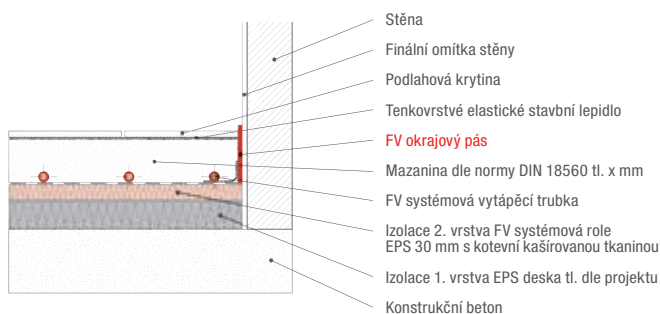 Stěna
Finální omítka stěny
Podlahová krytina
Tenkovrstvé elastické stavbní lepidlo
FV okrajový pás
Mazanina dle normy DIN 18560 tl. x mm
FV systémová vytápěcí trubka
Izolace 2. vrstva FV systémová role
EPS 30 mm s kotevní kašírovanou tkaninou
Izolace 1. vrstva EPS deska tl. dle projektu
Konstrukční beton